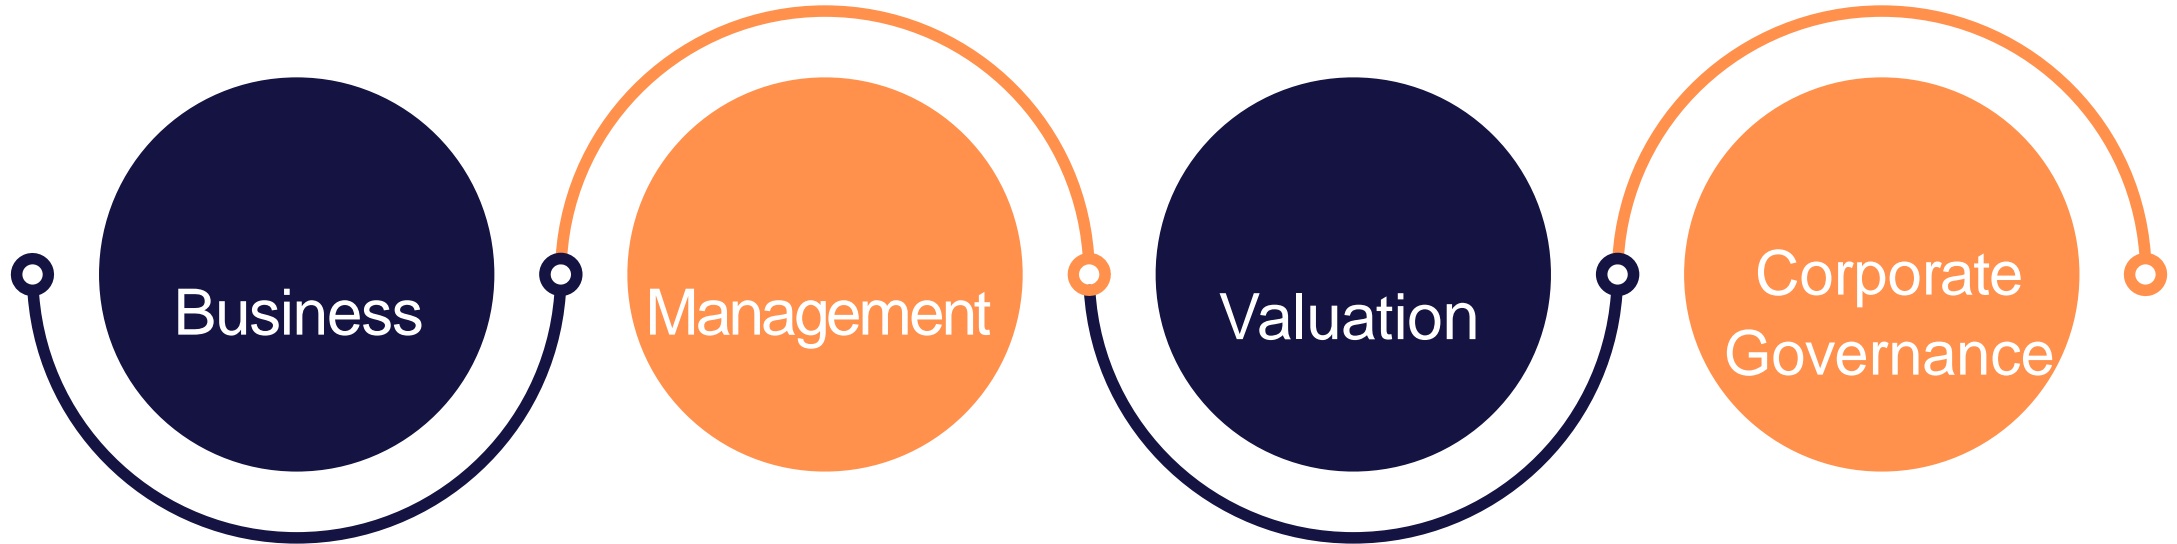 Business
Management
Valuation
Corporate
Governance